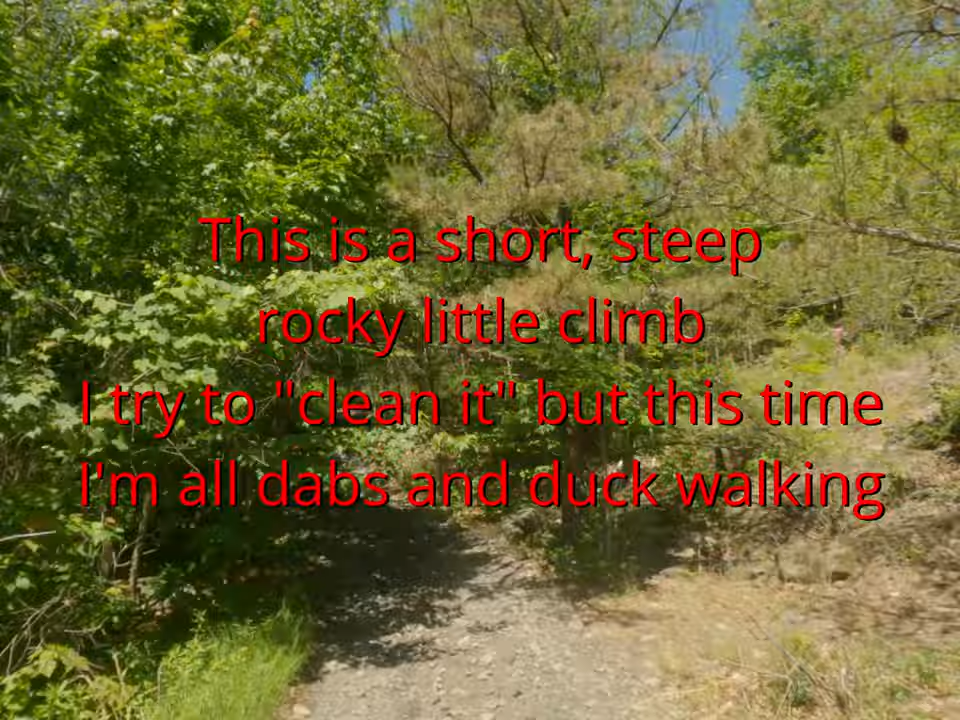 This is a short, steep
rocky little climb
I try to "clean it" but this time
I'm all dabs and duck walking